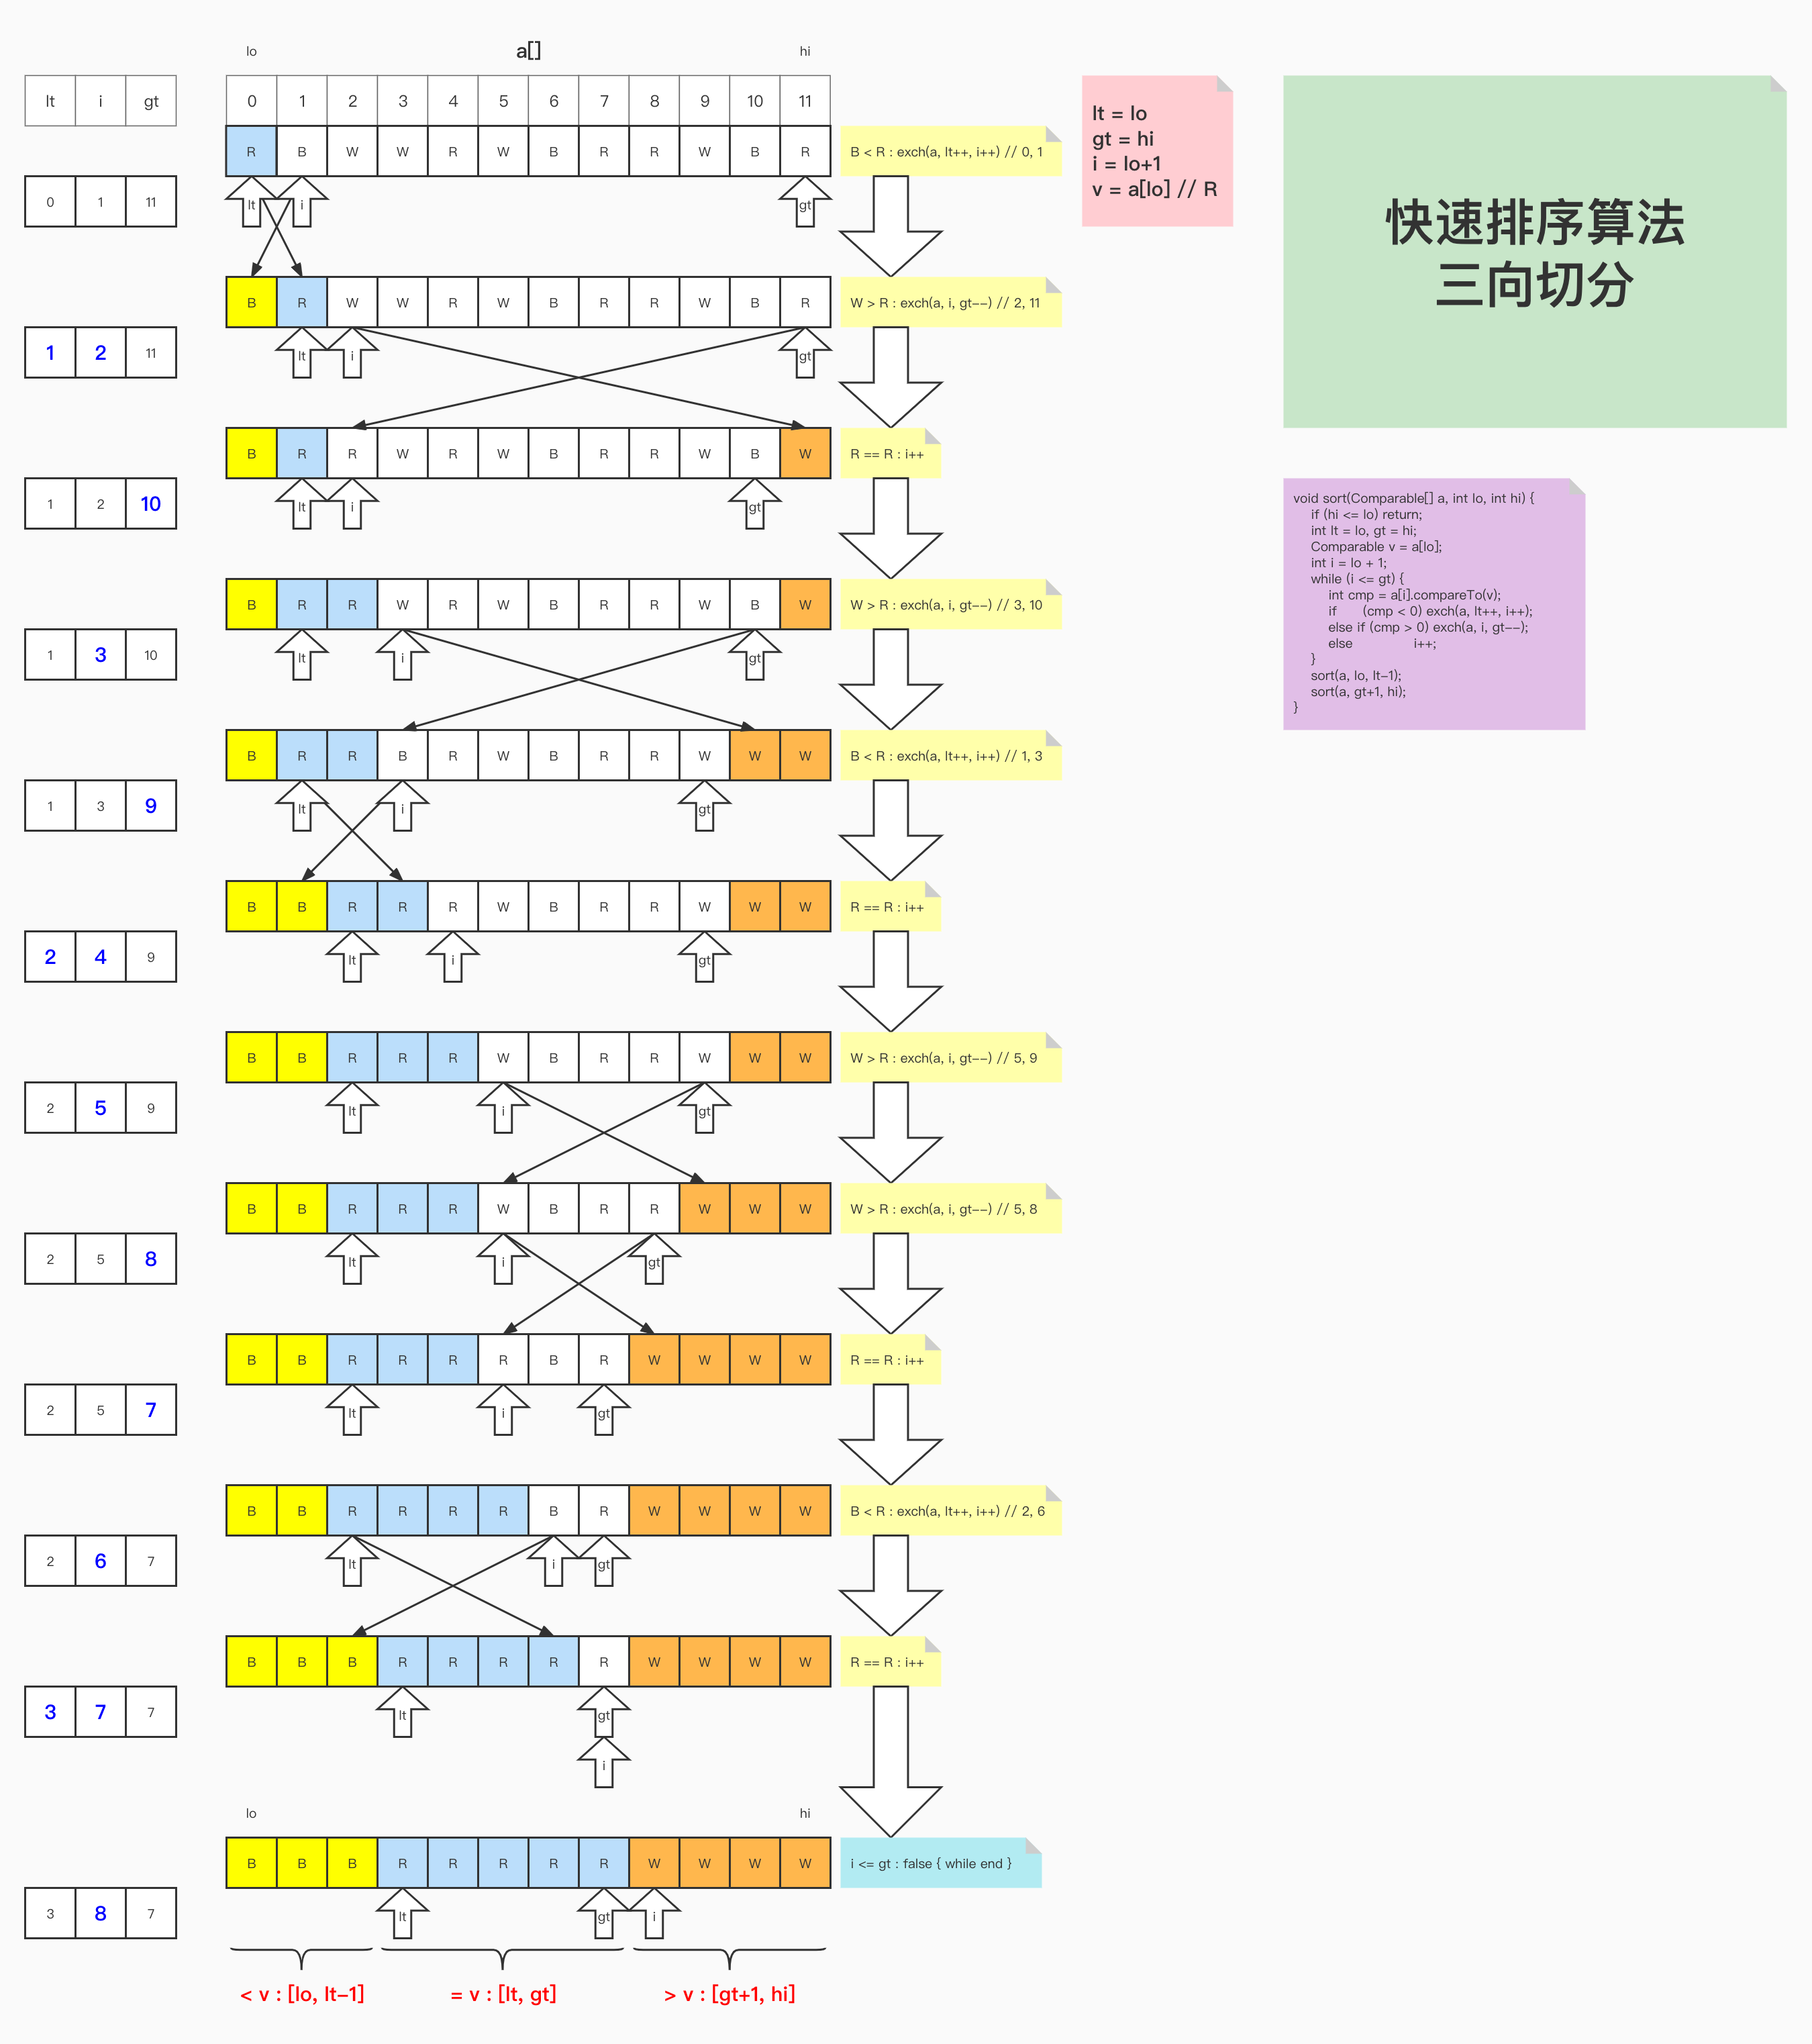 lo a[] hi
lt i gt
0 1 2 3 4 5 6 7 8 9 10 11
R B W W R W B R R W B R
B < R : exch(a, lt++, i++) // 0, 1
lt = lo
gt = hi
i = lo+1
v = a[lo] // R
快速排序算法
三向切分
0 1 11
lt i gt
B R W W R W B R R W B R
W > R : exch(a, i, gt--) // 2, 11
1 2 11
lt i gt
B R R W R W B R R W B W
R == R : i++
1 2 10
lt i gt
void sort(Comparable[] a, int lo, int hi) {
if (hi <= lo) return;
int lt = lo, gt = hi;
Comparable v = a[lo];
int i = lo + 1;
while (i <= gt) {
int cmp = a[i].compareTo(v);
if (cmp < 0) exch(a, lt++, i++);
else if (cmp > 0) exch(a, i, gt--);
else i++;
}
sort(a, lo, lt-1);
sort(a, gt+1, hi);
}
B R R W R W B R R W B W
W > R : exch(a, i, gt--) // 3, 10
1 3 10
lt i gt
B R R B R W B R R W W W
B < R : exch(a, lt++, i++) // 1, 3
1 3 9
lt i gt
B B R R R W B R R W W W
R == R : i++
2 4 9
lt i gt
B B R R R W B R R W W W
W > R : exch(a, i, gt--) // 5, 9
2 5 9
lt i gt
B B R R R W B R R W W W
W > R : exch(a, i, gt--) // 5, 8
2 5 8
lt i gt
B B R R R R B R W W W W
R == R : i++
2 5 7
lt i gt
B B R R R R B R W W W W
B < R : exch(a, lt++, i++) // 2, 6
2 6 7
lt i gt
B B B R R R R R W W W W
R == R : i++
3 7 7
lt gt
i
lo hi
B B B R R R R R W W W W
i <= gt : false { while end }
3 8 7
lt gt i
< v : [lo, lt-1] = v : [lt, gt] > v : [gt+1, hi]